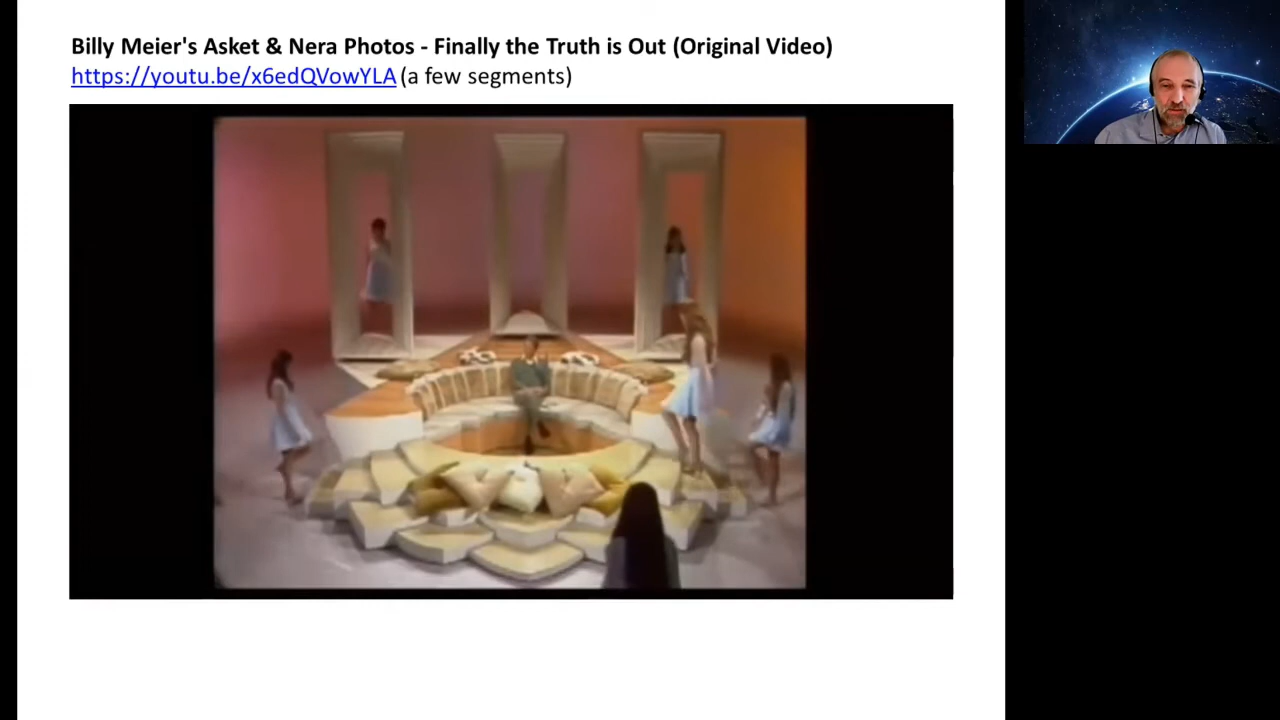 Billy Meier's Asket & Nera Photos - Finally the Truth is Out (Original Video)
https://youtu.be/x6edQVowYLA (a few segments)